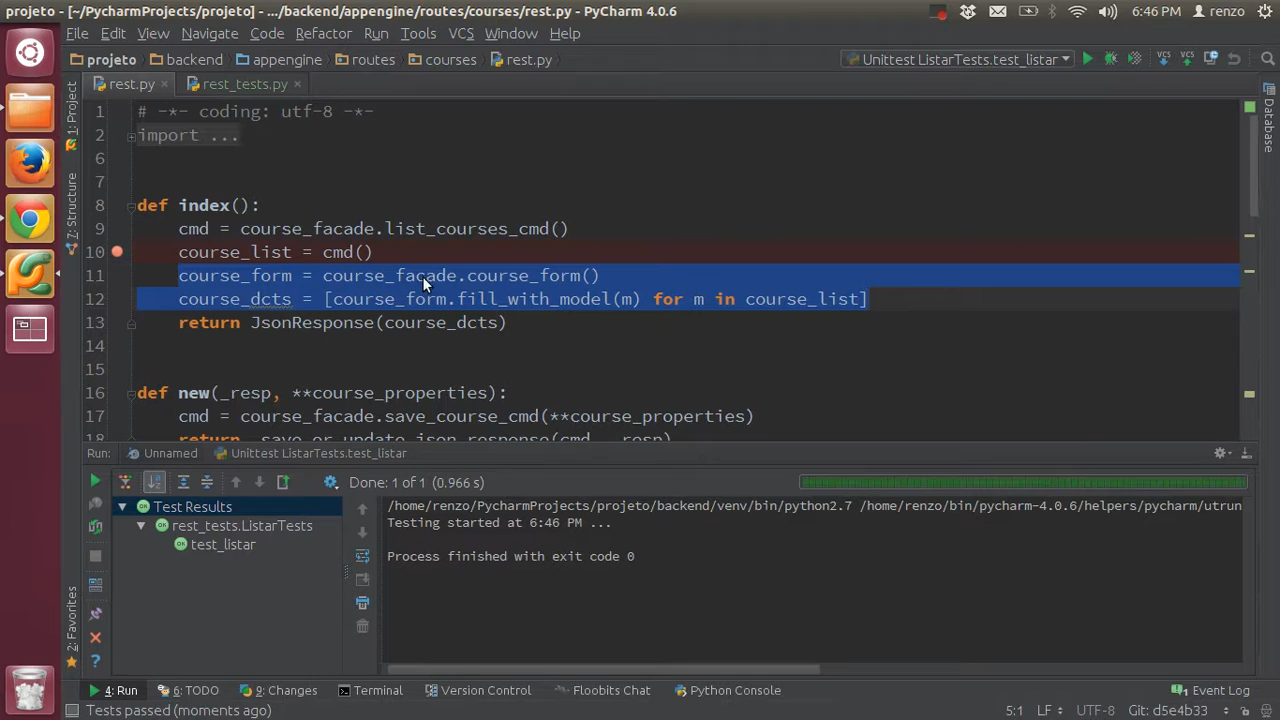 projeto - [~/PycharmProjects/projeto] - .../backend/appengine/routes/courses/rest.py - PyCharm 4.0.6
6:46 PM
renzo
File Edit View Navigate Code Refactor Run Tools VCS Window Help
projeto backend appengine routes courses rest.py
Unittest ListarTests.test_listar
VCS VCS
rest.py rest_tests.py
1: Project
7: Structure
2: Favorites
Database
1 # -*- coding: utf-8 -*-
2 import ...
6
7
8 def index():
9 cmd = course_facade.list_courses_cmd()
10 course_list = cmd()
11 course_form = course_facade.course_form()
12 course_dcts = [course_form.fill_with_model(m) for m in course_list]
13 return JsonResponse(course_dcts)
14
15
16 def new(_resp, **course_properties):
17 cmd = course_facade.save_course_cmd(**course_properties)
18 return _save_or_update_json_response(cmd, _resp)
Run: Unnamed Unittest ListarTests.test_listar
Done: 1 of 1 (0.966 s)
Test Results
rest_tests.ListarTests
test_listar
/home/renzo/PycharmProjects/projeto/backend/venv/bin/python2.7 /home/renzo/bin/pycharm-4.0.6/helpers/pycharm/utrun
Testing started at 6:46 PM ...
Process finished with exit code 0
4: Run 6: TODO 9: Changes Terminal Version Control Floobits Chat Python Console 1 Event Log
Tests passed (moments ago)
5:1 LF UTF-8 Git: d5e4b33